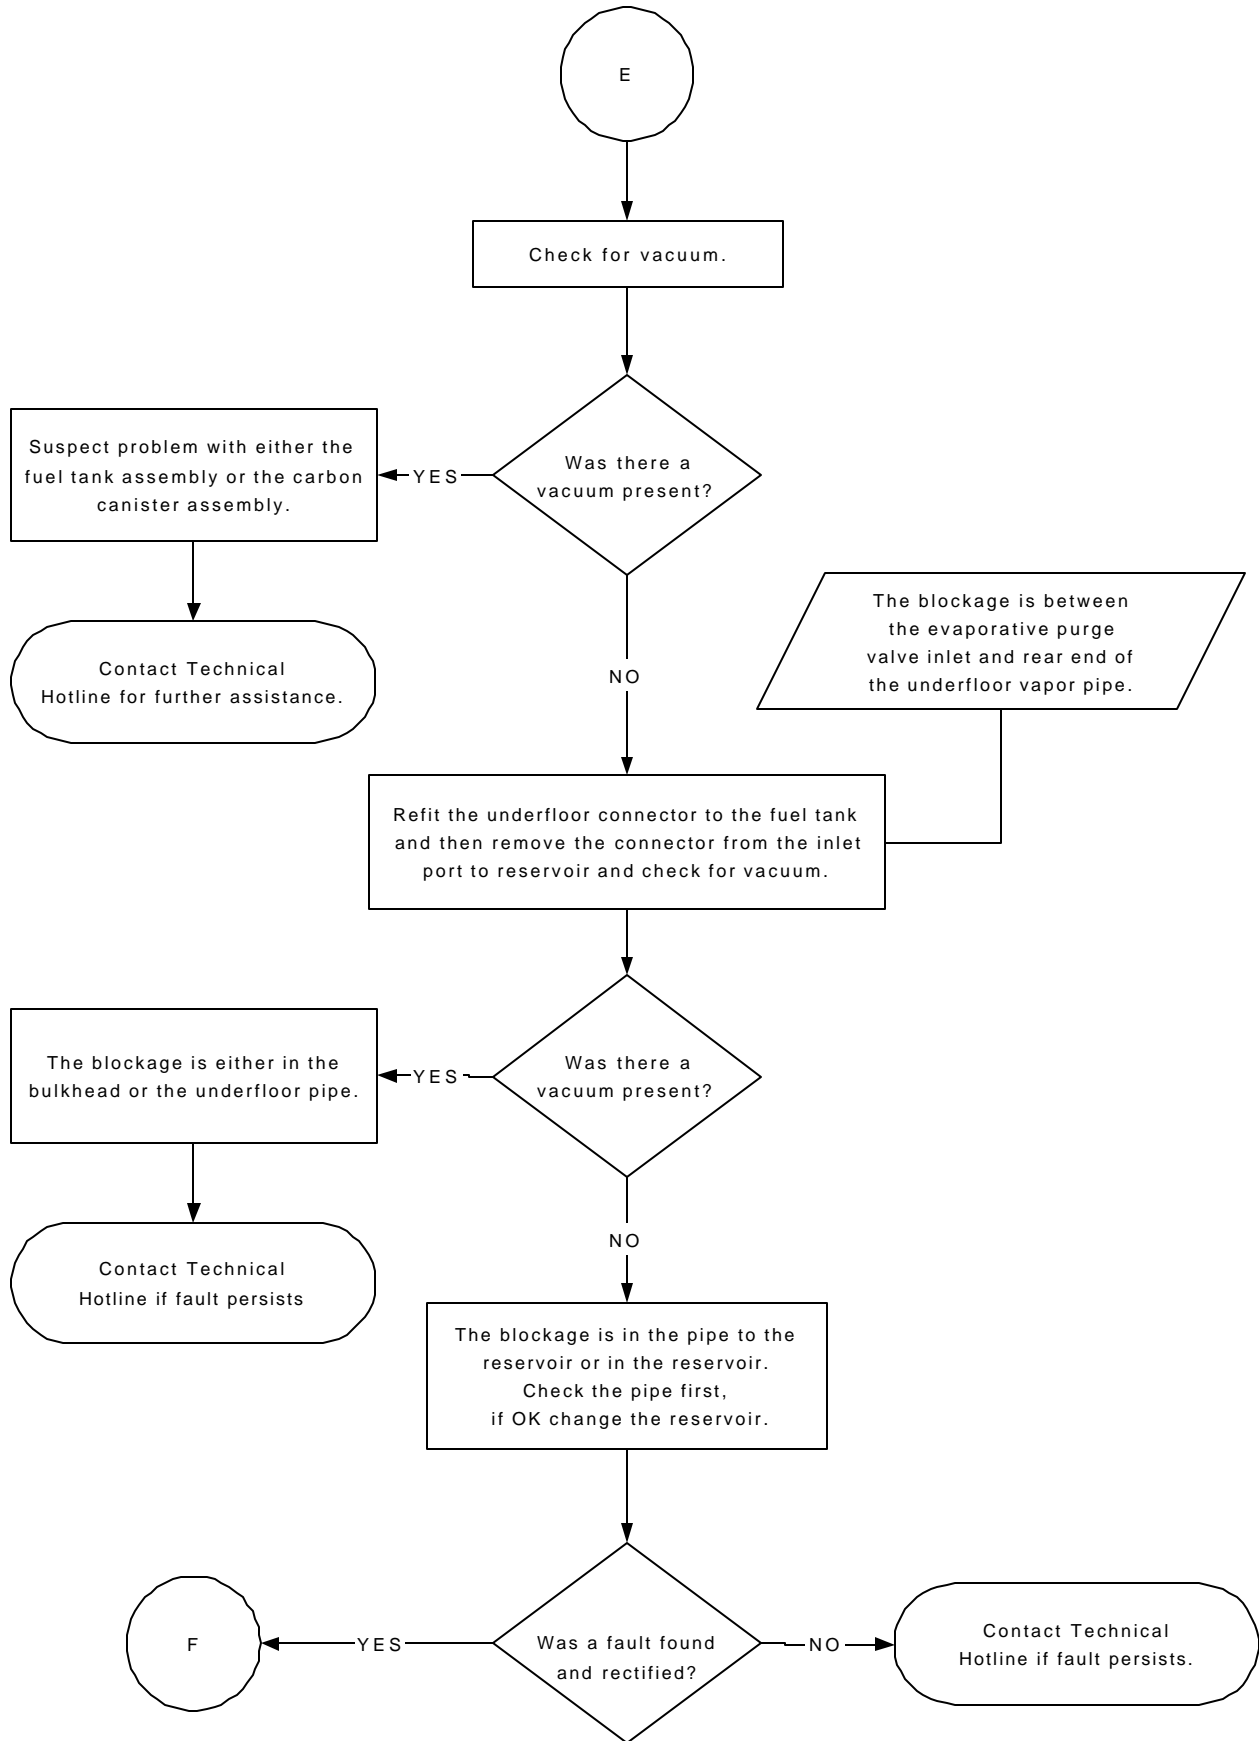 E
Check for vacuum.
Was there a
vacuum present?
YES
Suspect problem with either the
fuel tank assembly or the carbon
canister assembly.
Contact Technical
Hotline for further assistance.
NO
The blockage is between
the evaporative purge
valve inlet and rear end of
the underfloor vapor pipe.
Refit the underfloor connector to the fuel tank
and then remove the connector from the inlet
port to reservoir and check for vacuum.
Was there a
vacuum present?
YES
The blockage is either in the
bulkhead or the underfloor pipe.
Contact Technical
Hotline if fault persists
NO
The blockage is in the pipe to the
reservoir or in the reservoir.
Check the pipe first,
if OK change the reservoir.
Was a fault found
and rectified?
YES
F
NO
Contact Technical
Hotline if fault persists.